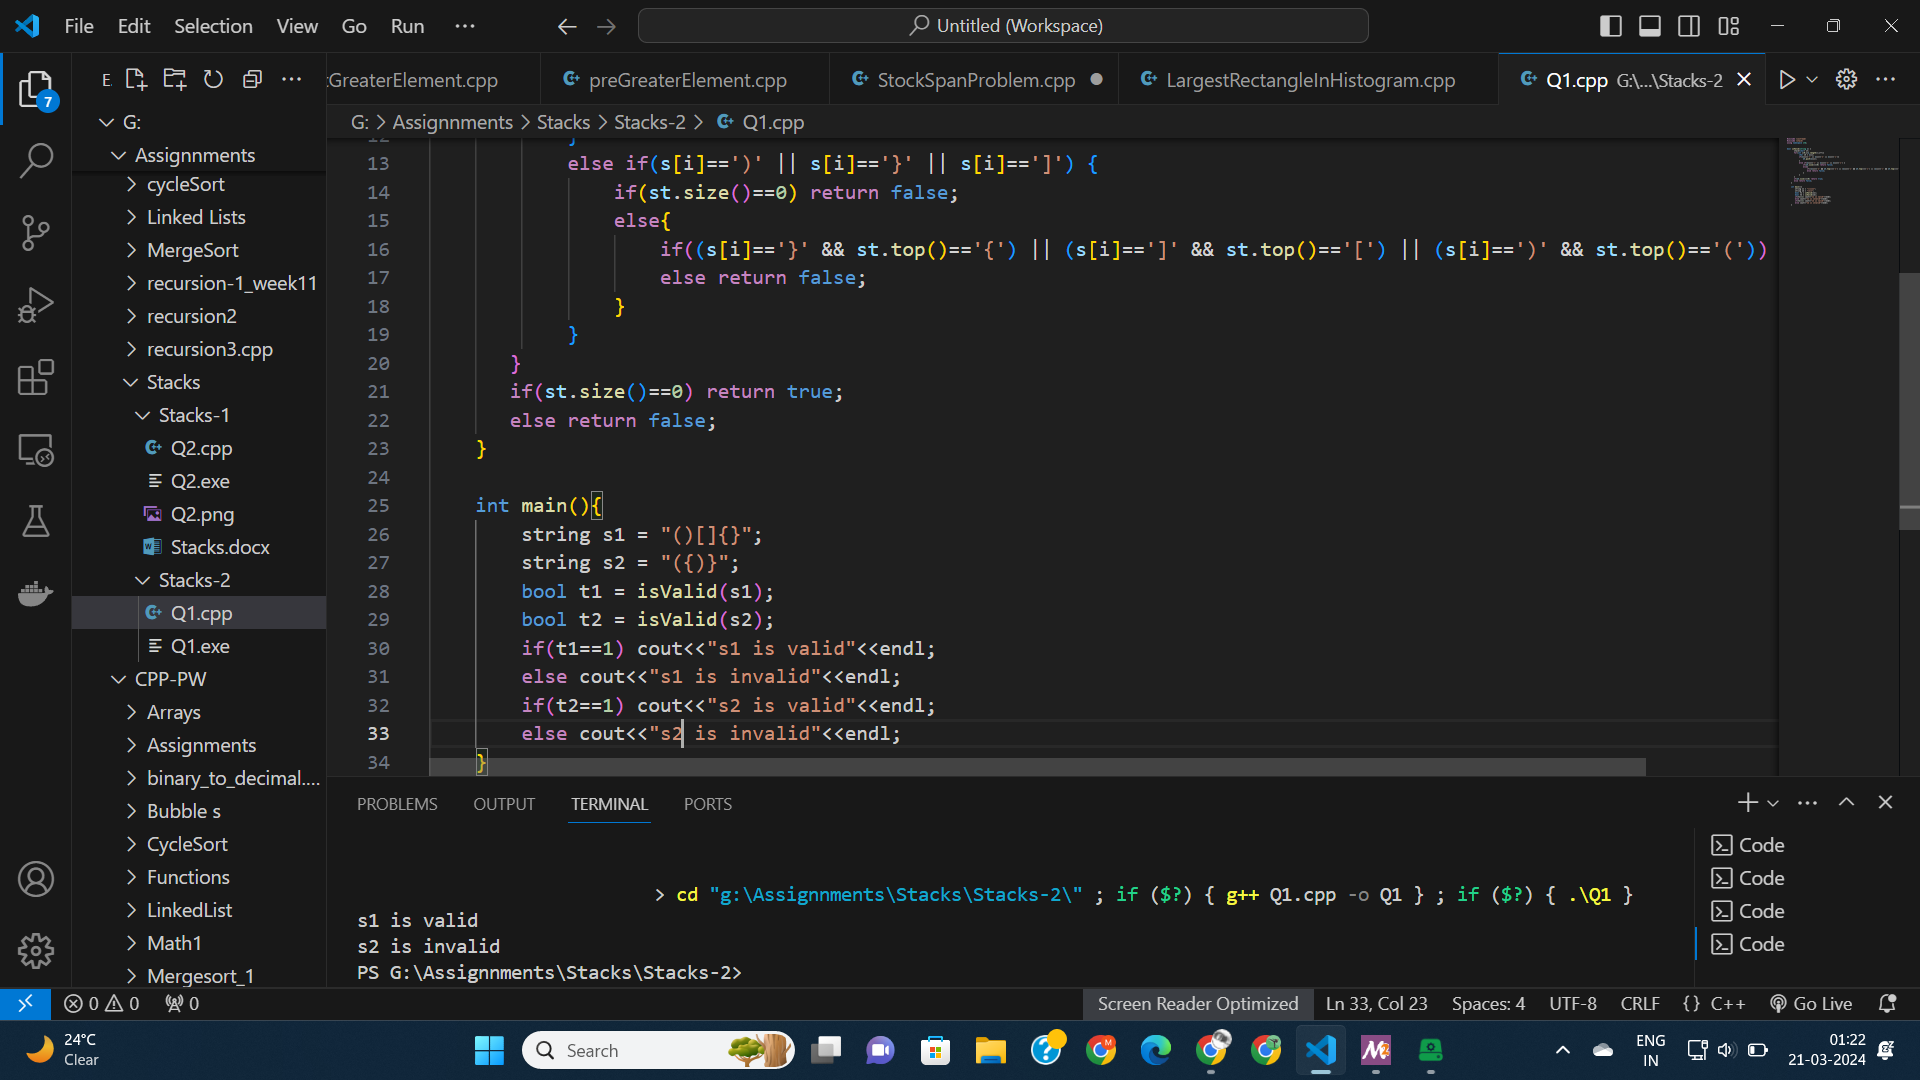 File Edit Selection View Go Run ··· Untitled (Workspace)
E
GreaterElement.cpp preGreaterElement.cpp StockSpanProblem.cpp LargestRectangleInHistogram.cpp Q1.cpp G:\...\Stacks-2
7
G: > Assignnments > Stacks > Stacks-2 > Q1.cpp
G:
Assignnments
cycleSort
Linked Lists
MergeSort
recursion-1_week11
recursion2
recursion3.cpp
Stacks
Stacks-1
Q2.cpp
Q2.exe
Q2.png
Stacks.docx
Stacks-2
Q1.cpp
Q1.exe
CPP-PW
Arrays
Assignments
binary_to_decimal....
Bubble s
CycleSort
Functions
LinkedList
Math1
Mergesort_1
12 }
13 else if(s[i]==')' || s[i]=='}' || s[i]==']') {
14 if(st.size()==0) return false;
15 else{
16 if((s[i]=='}' && st.top()=='{') || (s[i]==']' && st.top()=='[') || (s[i]==')' && st.top()=='('))
17 else return false;
18 }
19 }
20 }
21 if(st.size()==0) return true;
22 else return false;
23 }
24
25 int main(){
26 string s1 = "()[]{}";
27 string s2 = "({)}";
28 bool t1 = isValid(s1);
29 bool t2 = isValid(s2);
30 if(t1==1) cout<<"s1 is valid"<<endl;
31 else cout<<"s1 is invalid"<<endl;
32 if(t2==1) cout<<"s2 is valid"<<endl;
33 else cout<<"s2 is invalid"<<endl;
34 }
PROBLEMS OUTPUT TERMINAL PORTS
> cd "g:\Assignnments\Stacks\Stacks-2\" ; if ($?) { g++ Q1.cpp -o Q1 } ; if ($?) { .\Q1 }
s1 is valid
s2 is invalid
PS G:\Assignnments\Stacks\Stacks-2>
Code
Code
Code
Code
0 0 0 Screen Reader Optimized Ln 33, Col 23 Spaces: 4 UTF-8 CRLF {} C++ Go Live
24°C
Clear
Search
ENG
IN
01:22
21-03-2024